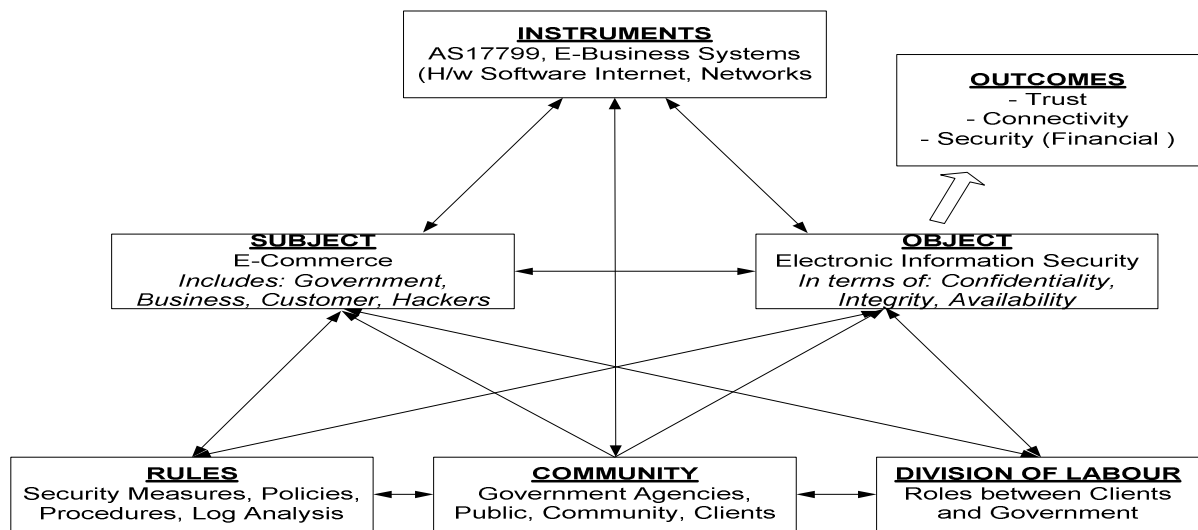 INSTRUMENTS
AS17799, E-Business Systems
(H/w Software Internet, Networks
OUTCOMES
- Trust
- Connectivity
- Security (Financial )
SUBJECT
E-Commerce
Includes: Government,
Business, Customer, Hackers
OBJECT
Electronic Information Security
In terms of: Confidentiality,
Integrity, Availability
RULES
Security Measures, Policies,
Procedures, Log Analysis
COMMUNITY
Government Agencies,
Public, Community, Clients
DIVISION OF LABOUR
Roles between Clients
and Government